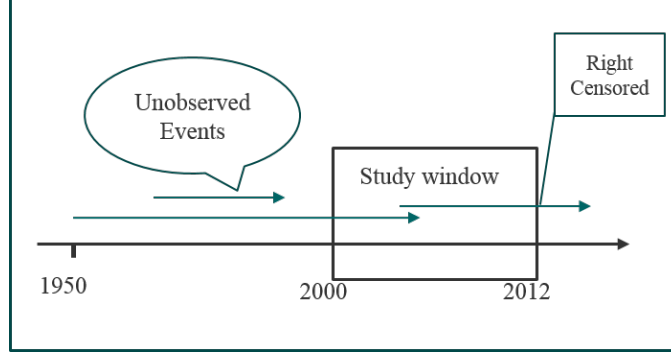 Right
Censored
Unobserved
Events
Study window
1950
2000
2012